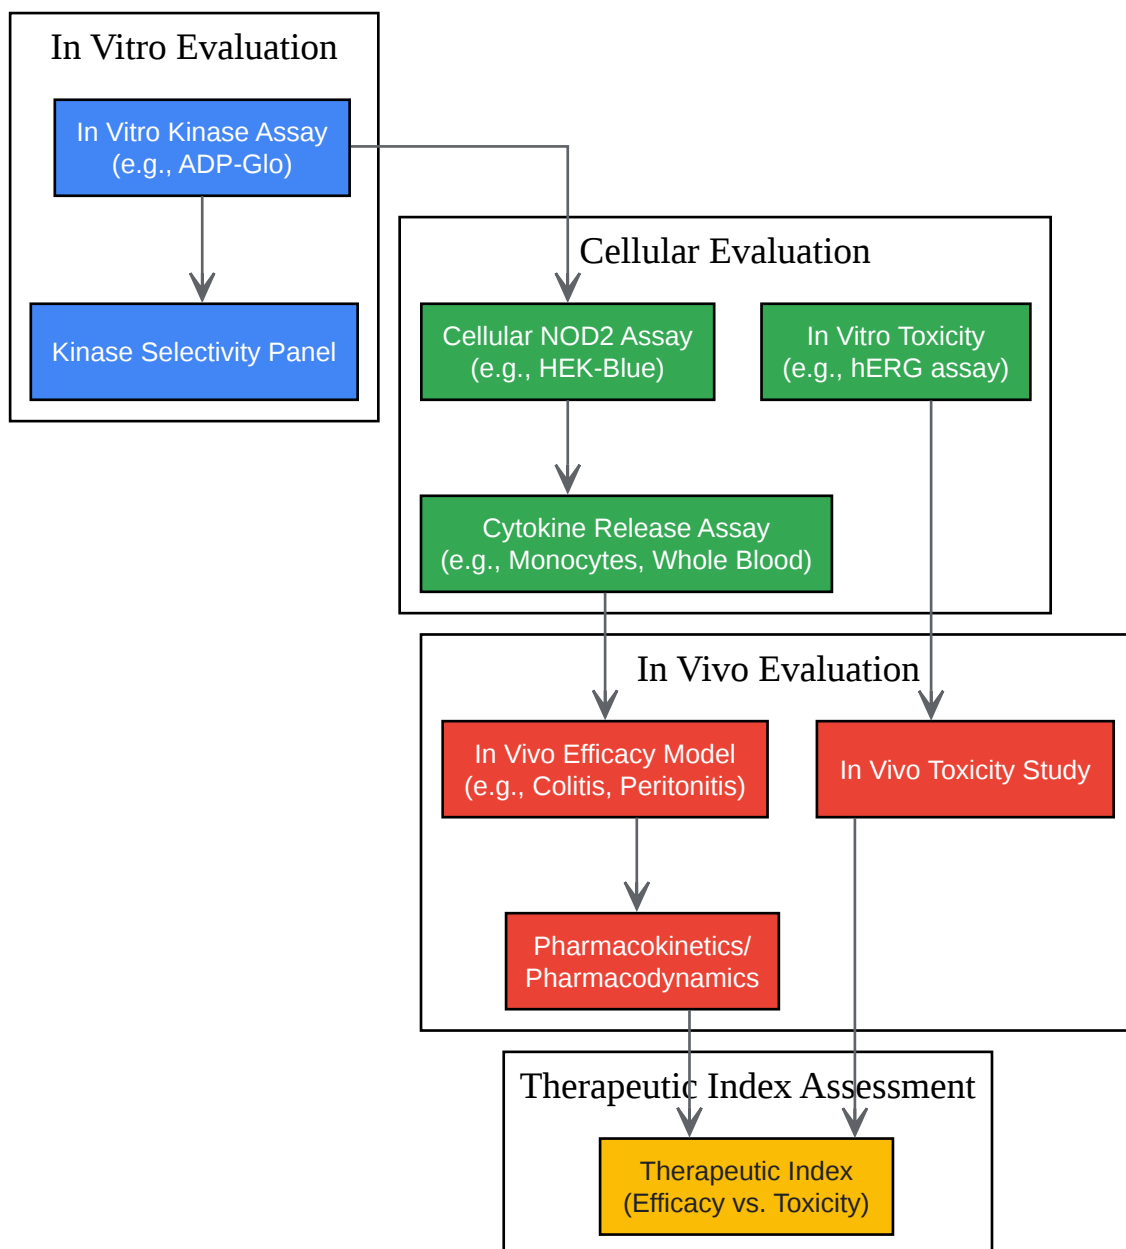 In Vitro Evaluation
In Vitro Kinase Assay
(e.g., ADP-Glo)
Kinase Selectivity Panel
Cellular Evaluation
Cellular NOD2 Assay
(e.g., HEK-Blue)
In Vitro Toxicity
(e.g., hERG assay)
Cytokine Release Assay
(e.g., Monocytes, Whole Blood)
In Vivo Evaluation
In Vivo Efficacy Model
(e.g., Colitis, Peritonitis)
In Vivo Toxicity Study
Pharmacokinetics/
Pharmacodynamics
Therapeutic Index Assessment
Therapeutic Index
(Efficacy vs. Toxicity)